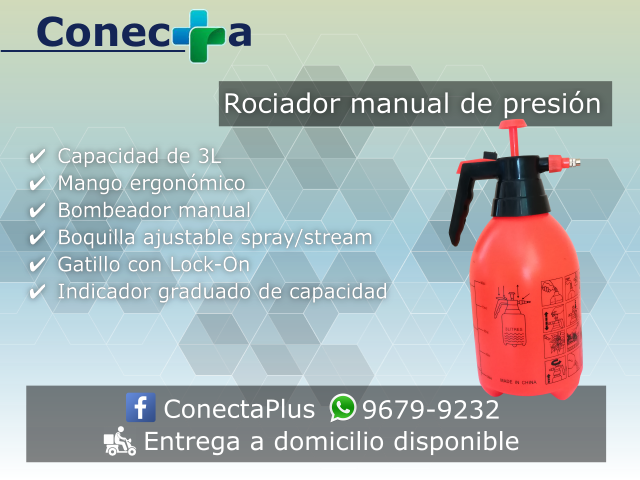 Conecta
Rociador manual de presión
Capacidad de 3L
Mango ergonómico
Bombeador manual
Boquilla ajustable spray/stream
Gatillo con Lock-On
Indicador graduado de capacidad
MADE IN CHINA
ConectaPlus 9679-9232
Entrega a domicilio disponible